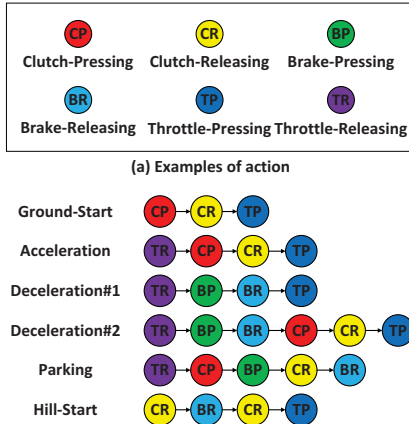 CP CR BP
Clutch-Pressing Clutch-Releasing Brake-Pressing
BR TP TR
Brake-Releasing Throttle-Pressing Throttle-Releasing
(a) Examples of action
Ground-Start CP CR TP
Acceleration TR CP CR TP
Deceleration#1 TR BP BR TP
Deceleration#2 TR BP BR CP CR TP
Parking TR CP BP CR BR
Hill-Start CR BR CR TP